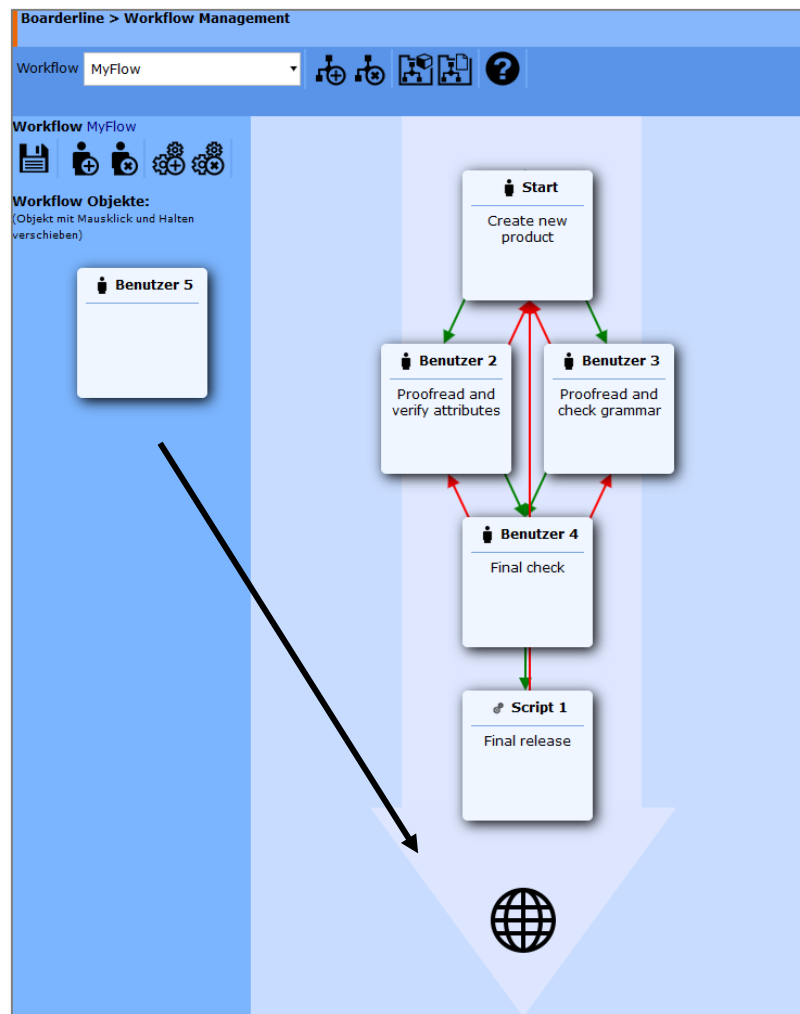 Boarderline > Workflow Management
Workflow MyFlow
Workflow MyFlow
Workflow Objekte:
(Objekt mit Mausklick und Halten
verschieben)
Benutzer 5
Start
Create new
product
Benutzer 2
Proofread and
verify attributes
Benutzer 3
Proofread and
check grammar
Benutzer 4
Final check
Script 1
Final release